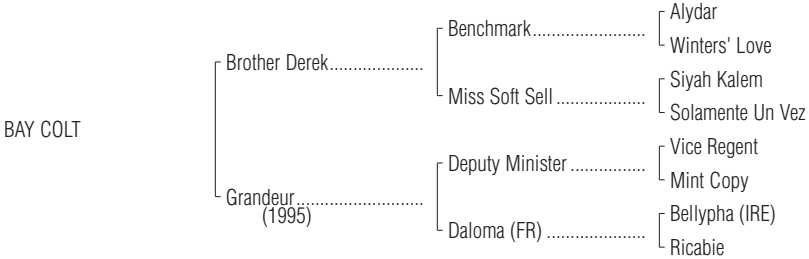 Alydar
Benchmark........................
Winters' Love
Brother Derek....................
Siyah Kalem
Miss Soft Sell ...................
Solamente Un Vez
BAY COLT
Vice Regent
Deputy Minister ................
Mint Copy
Grandeur...........................
(1995)
Bellypha (IRE)
Daloma (FR) .....................
Ricabie